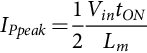 I_{Ppeak} = \frac{1}{2} \frac{V_{in} t_{ON}}{L_m}